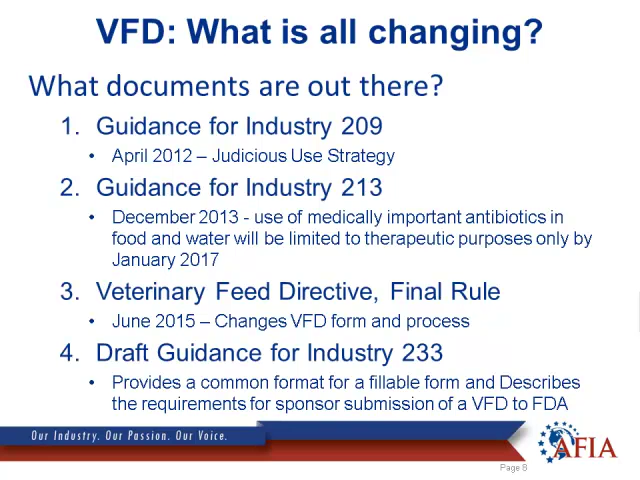 VFD: What is all changing?
What documents are out there?
1. Guidance for Industry 209
• April 2012 – Judicious Use Strategy
2. Guidance for Industry 213
• December 2013 - use of medically important antibiotics in
food and water will be limited to therapeutic purposes only by
January 2017
3. Veterinary Feed Directive, Final Rule
• June 2015 – Changes VFD form and process
4. Draft Guidance for Industry 233
• Provides a common format for a fillable form and Describes
the requirements for sponsor submission of a VFD to FDA
Our Industry. Our Passion. Our Voice.
AFIA
Page 8